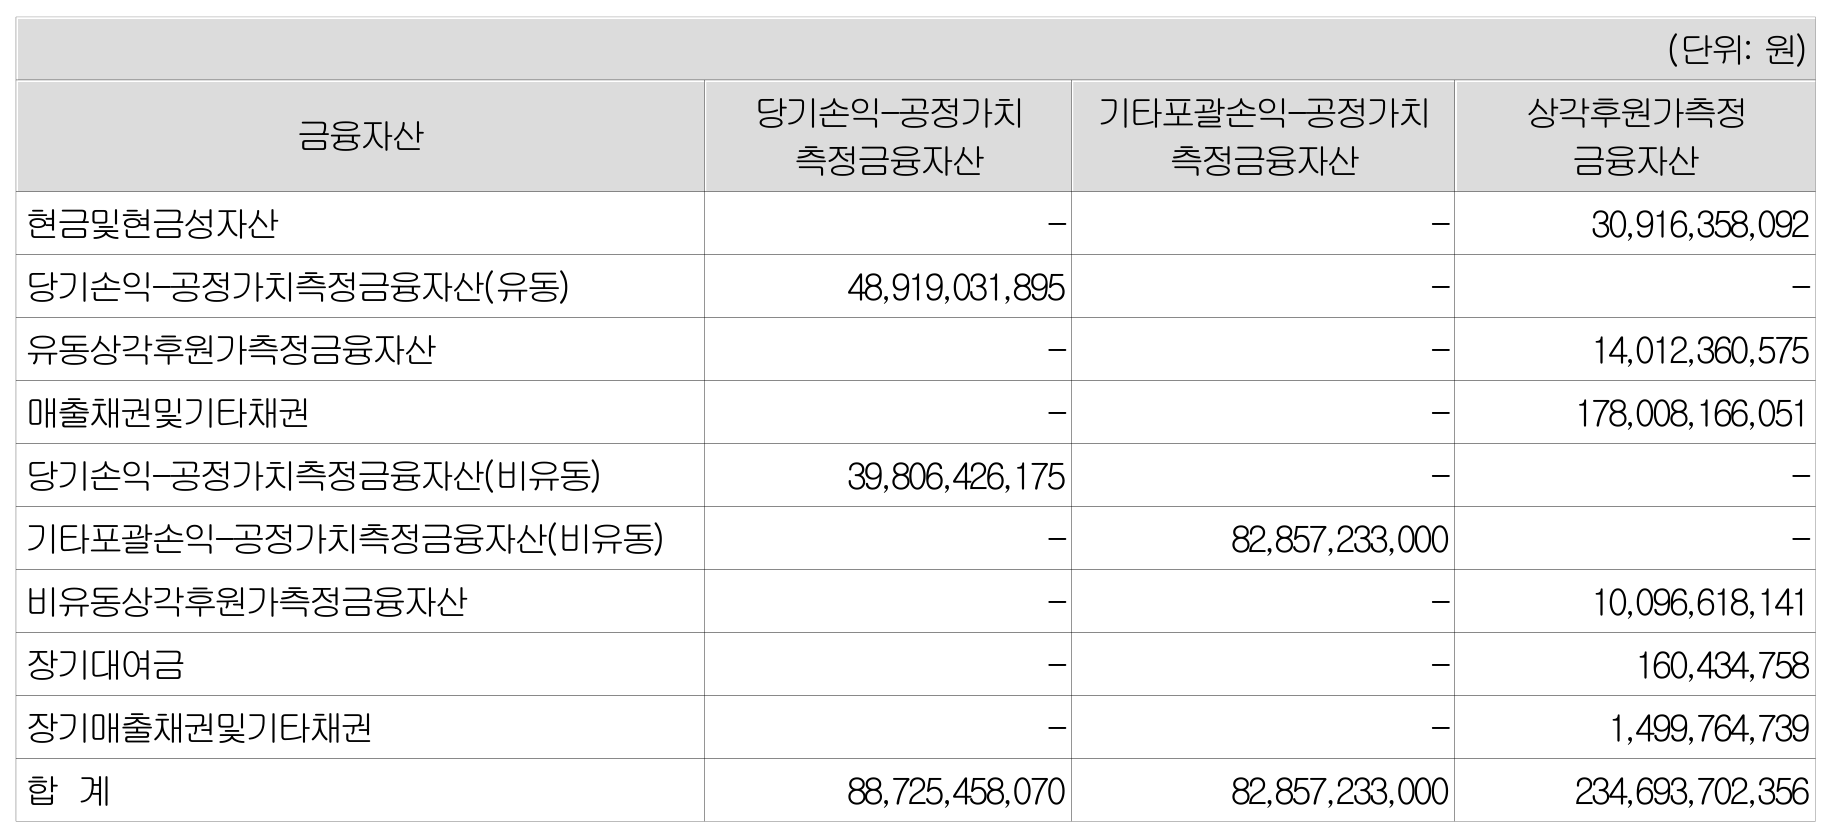 (단위: 원)
금융자산 당기손익-공정가치 측정금융자산 기타포괄손익-공정가치 측정금융자산 상각후원가측정 금융자산
현금및현금성자산 - - 30,916,358,092
당기손익-공정가치측정금융자산(유동) 48,919,031,895 - -
유동상각후원가측정금융자산 - - 14,012,360,575
매출채권및기타채권 - - 178,008,166,051
당기손익-공정가치측정금융자산(비유동) 39,806,426,175 - -
기타포괄손익-공정가치측정금융자산(비유동) - 82,857,233,000 -
비유동상각후원가측정금융자산 - - 10,096,618,141
장기대여금 - - 160,434,758
장기매출채권및기타채권 - - 1,499,764,739
합 계 88,725,458,070 82,857,233,000 234,693,702,356